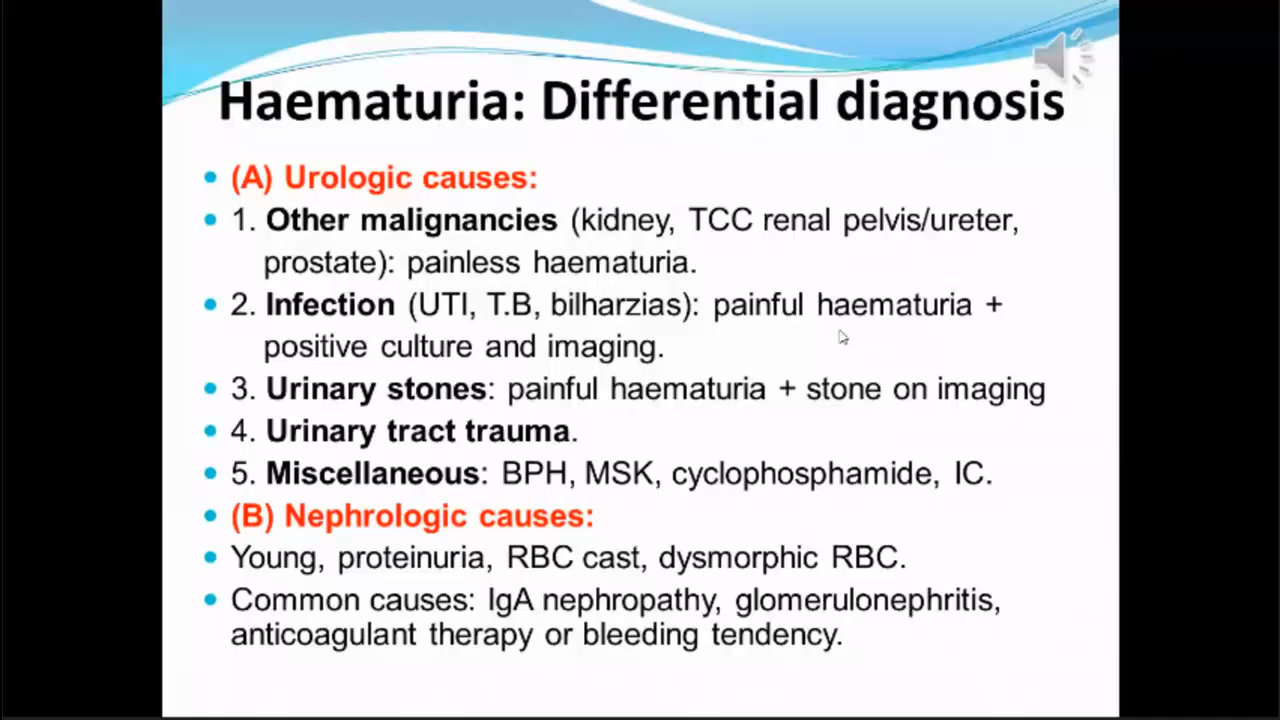 Haematuria: Differential diagnosis
(A) Urologic causes:
1. Other malignancies (kidney, TCC renal pelvis/ureter,
prostate): painless haematuria.
2. Infection (UTI, T.B, bilharzias): painful haematuria +
positive culture and imaging.
3. Urinary stones: painful haematuria + stone on imaging
4. Urinary tract trauma.
5. Miscellaneous: BPH, MSK, cyclophosphamide, IC.
(B) Nephrologic causes:
Young, proteinuria, RBC cast, dysmorphic RBC.
Common causes: IgA nephropathy, glomerulonephritis,
anticoagulant therapy or bleeding tendency.